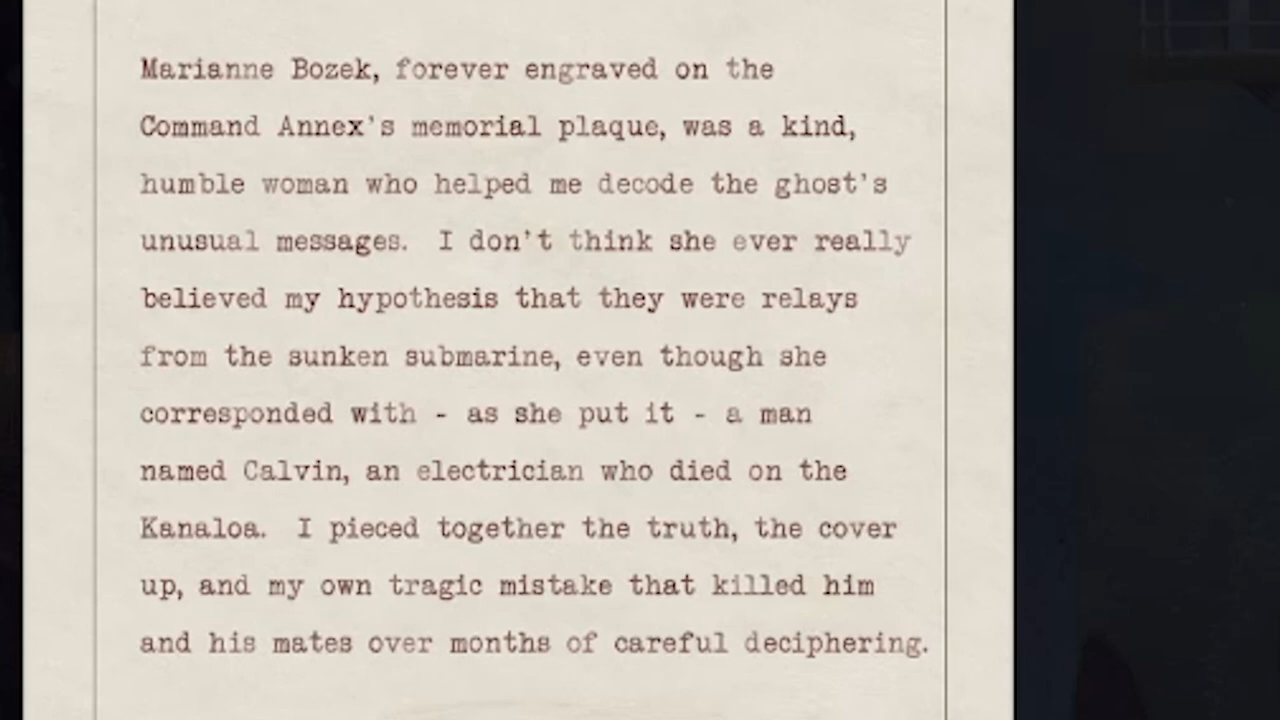 Marianne Bozek, forever engraved on the
Command Annex's memorial plaque, was a kind,
humble woman who helped me decode the ghost's
unusual messages.  I don't think she ever really
believed my hypothesis that they were relays
from the sunken submarine, even though she
corresponded with - as she put it - a man
named Calvin, an electrician who died on the
Kanaloa.  I pieced together the truth, the cover
up, and my own tragic mistake that killed him
and his mates over months of careful deciphering.